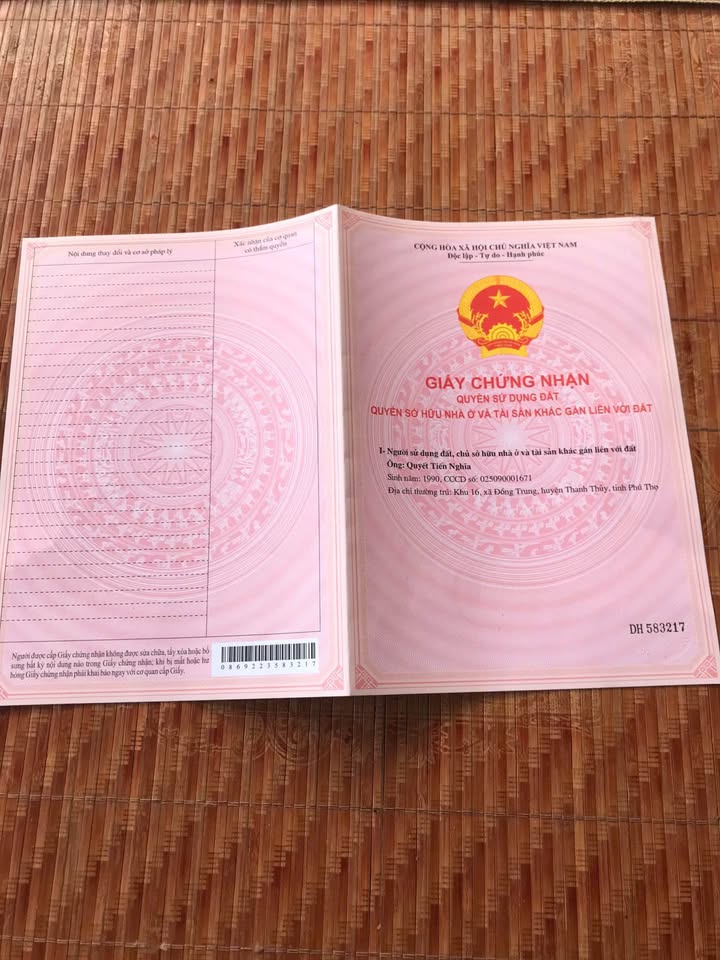 Nội dung thay đổi và cơ sở pháp lý
Xác nhận của cơ quan
có thẩm quyền
Người được cấp Giấy chứng nhận không được sửa chữa, tẩy xóa hoặc bổ
sung bất kỳ nội dung nào trong Giấy chứng nhận; khi bị mất hoặc hư
hỏng Giấy chứng nhận phải khai báo ngay với cơ quan cấp Giấy.
0869223583217
CỘNG HÒA XÃ HỘI CHỦ NGHĨA VIỆT NAM
Độc lập - Tự do - Hạnh phúc
GIẤY CHỨNG NHẬN
QUYỀN SỬ DỤNG ĐẤT
QUYỀN SỞ HỮU NHÀ Ở VÀ TÀI SẢN KHÁC GẮN LIỀN VỚI ĐẤT
I- Người sử dụng đất, chủ sở hữu nhà ở và tài sản khác gắn liền với đất
Ông: Quyết Tiến Nghĩa
Sinh năm: 1990, CCCD số: 025090001671
Địa chỉ thường trú: Khu 16, xã Đồng Trung, huyện Thanh Thủy, tỉnh Phú Thọ
DH 583217